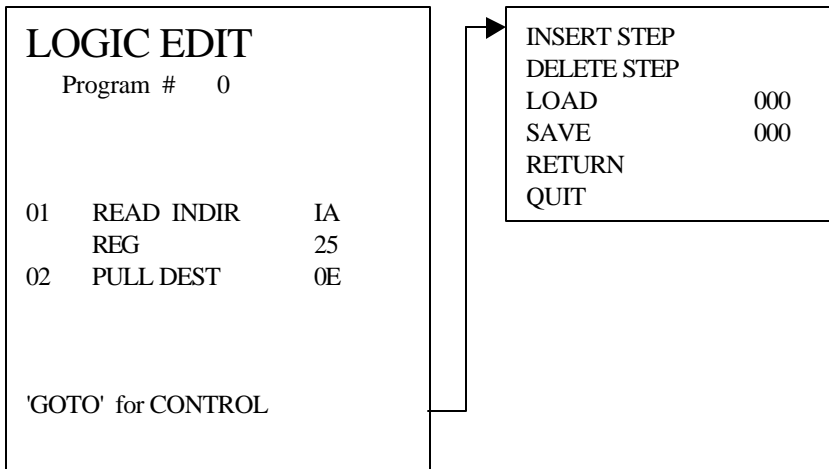 LOGIC EDIT
Program # 0
01 READ INDIR IA
REG 25
02 PULL DEST 0E
'GOTO' for CONTROL
INSERT STEP
DELETE STEP
LOAD 000
SAVE 000
RETURN
QUIT